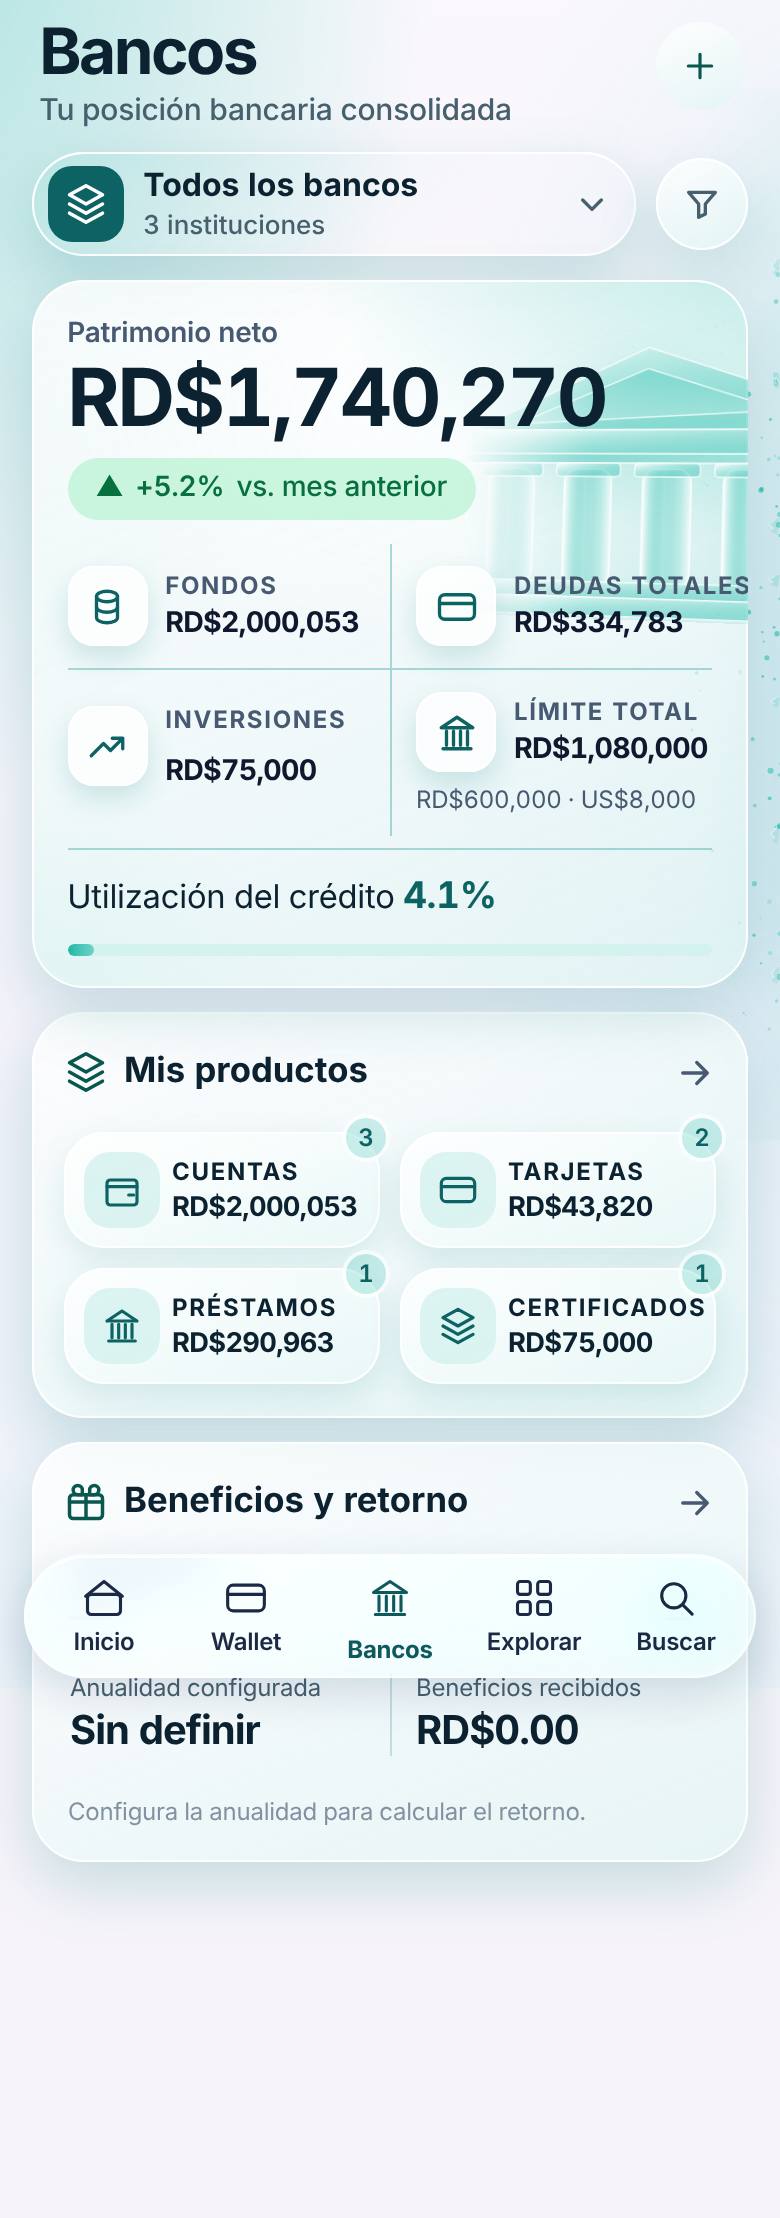 Bancos
Tu posición bancaria consolidada
Todos los bancos
3 instituciones
Patrimonio neto
RD$1,740,270
▲ +5.2% vs. mes anterior
FONDOS
RD$2,000,053
DEUDAS TOTALES
RD$334,783
INVERSIONES
RD$75,000
LÍMITE TOTAL
RD$1,080,000
RD$600,000 · US$8,000
Utilización del crédito 4.1%
Mis productos
3
CUENTAS
RD$2,000,053
2
TARJETAS
RD$43,820
1
PRÉSTAMOS
RD$290,963
1
CERTIFICADOS
RD$75,000
Beneficios y retorno
Inicio
Wallet
Bancos
Explorar
Buscar
Anualidad configurada
Sin definir
Beneficios recibidos
RD$0.00
Configura la anualidad para calcular el retorno.